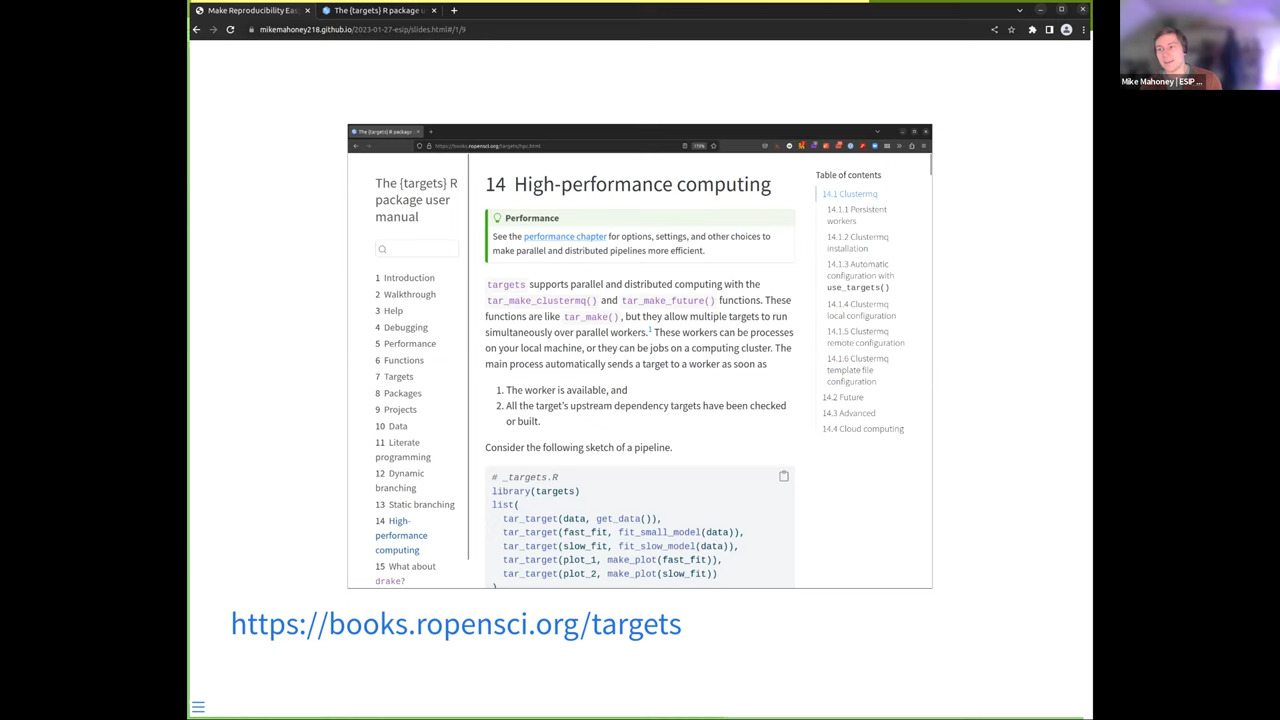 Make Reproducibility Eas
The {targets} R package u
mikemahoney218.github.io/2023-01-27-esip/slides.html#/1/9
Mike Mahoney | ESIP ...
The {targets} R package
https://books.ropensci.org/targets/hpc.html
170%
The {targets} R
package user
manual
1 Introduction
2 Walkthrough
3 Help
4 Debugging
5 Performance
6 Functions
7 Targets
8 Packages
9 Projects
10 Data
11 Literate
programming
12 Dynamic
branching
13 Static branching
14 High-
performance
computing
15 What about
drake?
14 High-performance computing
Performance
See the performance chapter for options, settings, and other choices to
make parallel and distributed pipelines more efficient.
targets supports parallel and distributed computing with the
tar_make_clustermq() and tar_make_future() functions. These
functions are like tar_make(), but they allow multiple targets to run
simultaneously over parallel workers.1 These workers can be processes
on your local machine, or they can be jobs on a computing cluster. The
main process automatically sends a target to a worker as soon as
1. The worker is available, and
2. All the target's upstream dependency targets have been checked
or built.
Consider the following sketch of a pipeline.
# _targets.R
library(targets)
list(
tar_target(data, get_data()),
tar_target(fast_fit, fit_small_model(data)),
tar_target(slow_fit, fit_slow_model(data)),
tar_target(plot_1, make_plot(fast_fit)),
tar_target(plot_2, make_plot(slow_fit))
)
Table of contents
14.1 Clustermq
14.1.1 Persistent
workers
14.1.2 Clustermq
installation
14.1.3 Automatic
configuration with
use_targets()
14.1.4 Clustermq
local configuration
14.1.5 Clustermq
remote configuration
14.1.6 Clustermq
template file
configuration
14.2 Future
14.3 Advanced
14.4 Cloud computing
https://books.ropensci.org/targets